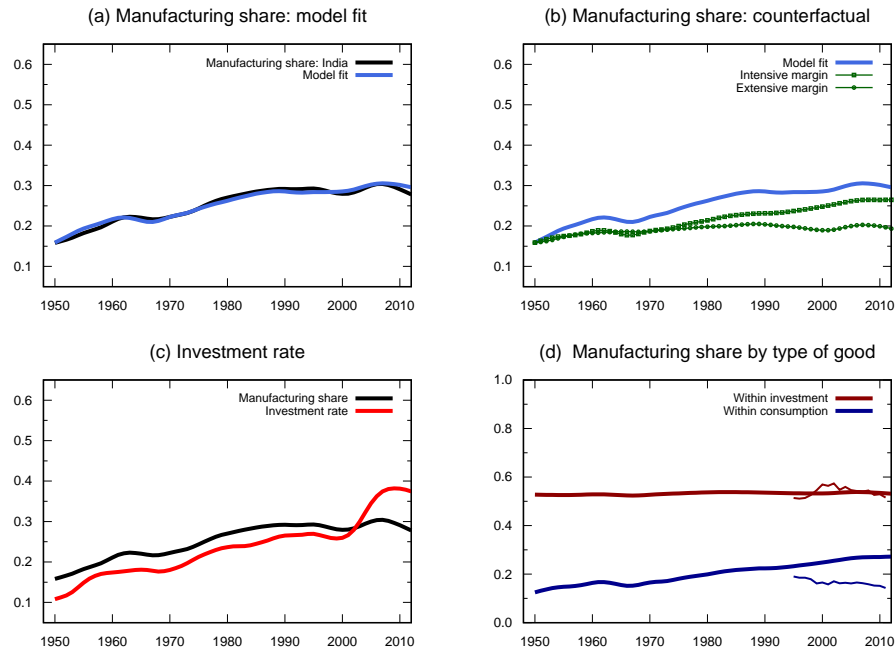 (a) Manufacturing share: model fit
0.6
0.5
0.4
0.3
0.2
0.1
Manufacturing share: India
Model fit
1950 1960 1970 1980 1990 2000 2010
(b) Manufacturing share: counterfactual
0.6
0.5
0.4
0.3
0.2
0.1
Model fit
Intensive margin
Extensive margin
1950 1960 1970 1980 1990 2000 2010
(c) Investment rate
0.6
0.5
0.4
0.3
0.2
0.1
Manufacturing share
Investment rate
1950 1960 1970 1980 1990 2000 2010
(d) Manufacturing share by type of good
1.0
0.8
0.6
0.4
0.2
0.0
Within investment
Within consumption
1950 1960 1970 1980 1990 2000 2010